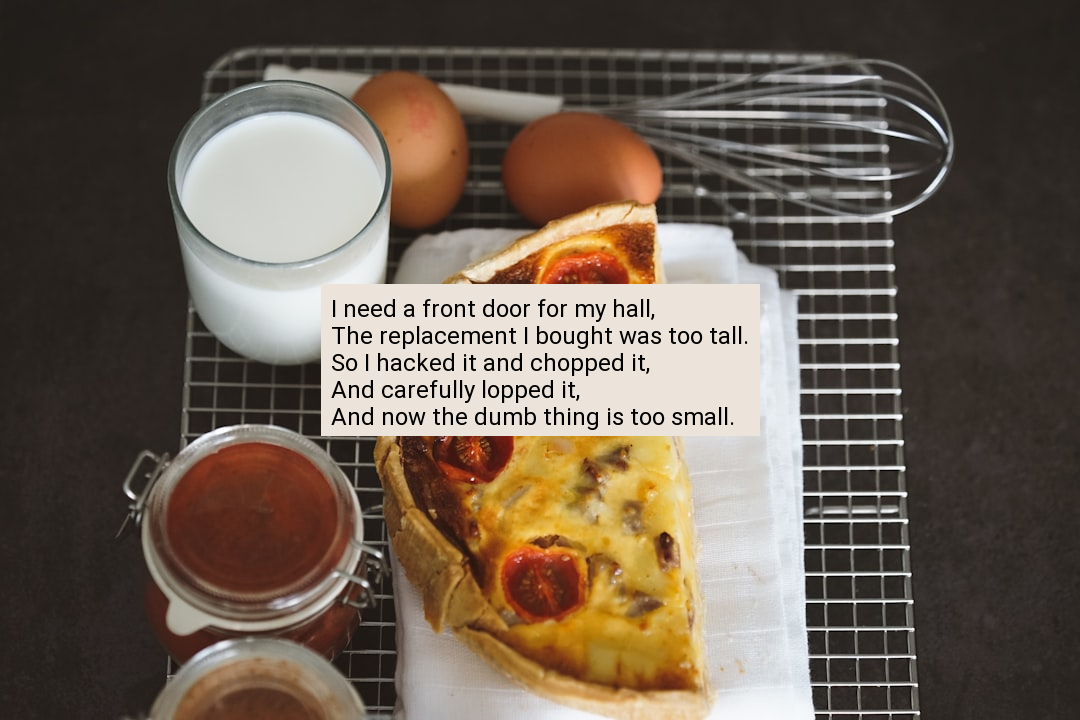 I need a front door for my hall,
The replacement I bought was too tall.
So I hacked it and chopped it,
And carefully lopped it,
And now the dumb thing is too small.